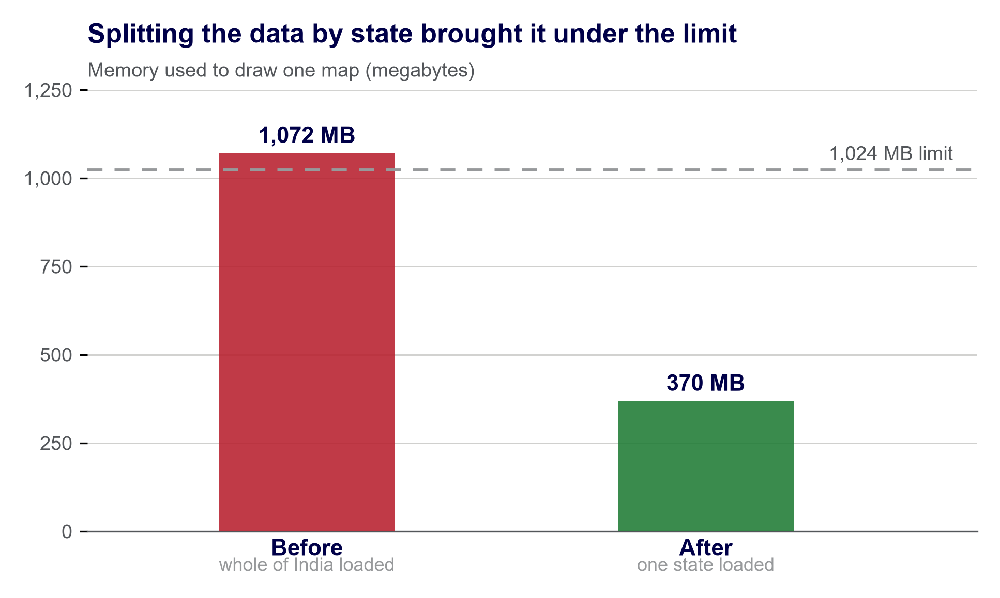 Splitting the data by state brought it under the limit
Memory used to draw one map (megabytes)
1,250
1,072 MB
1,024 MB limit
1,000
750
500
370 MB
250
0
Before
After
whole of India loaded
one state loaded